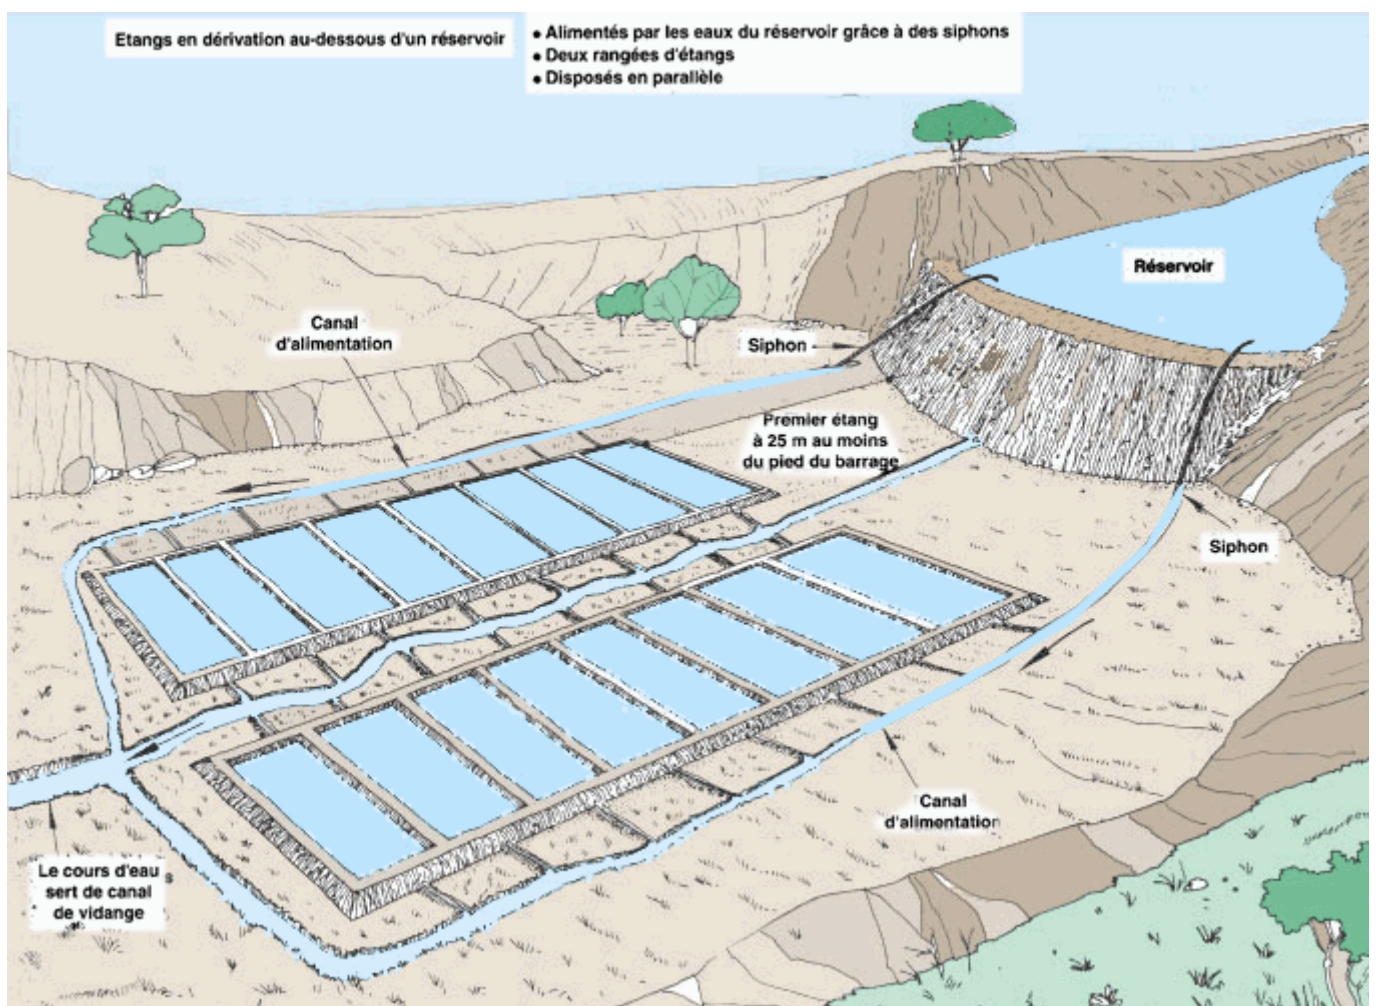 Etangs en dérivation au-dessous d'un réservoir
• Alimentés par les eaux du réservoir grâce à des siphons
• Deux rangées d'étangs
• Disposés en parallèle
Réservoir
Canal
d'alimentation
Siphon
Premier étang
à 25 m au moins
du pied du barrage
Siphon
Canal
d'alimentation
Le cours d'eau
sert de canal
de vidange